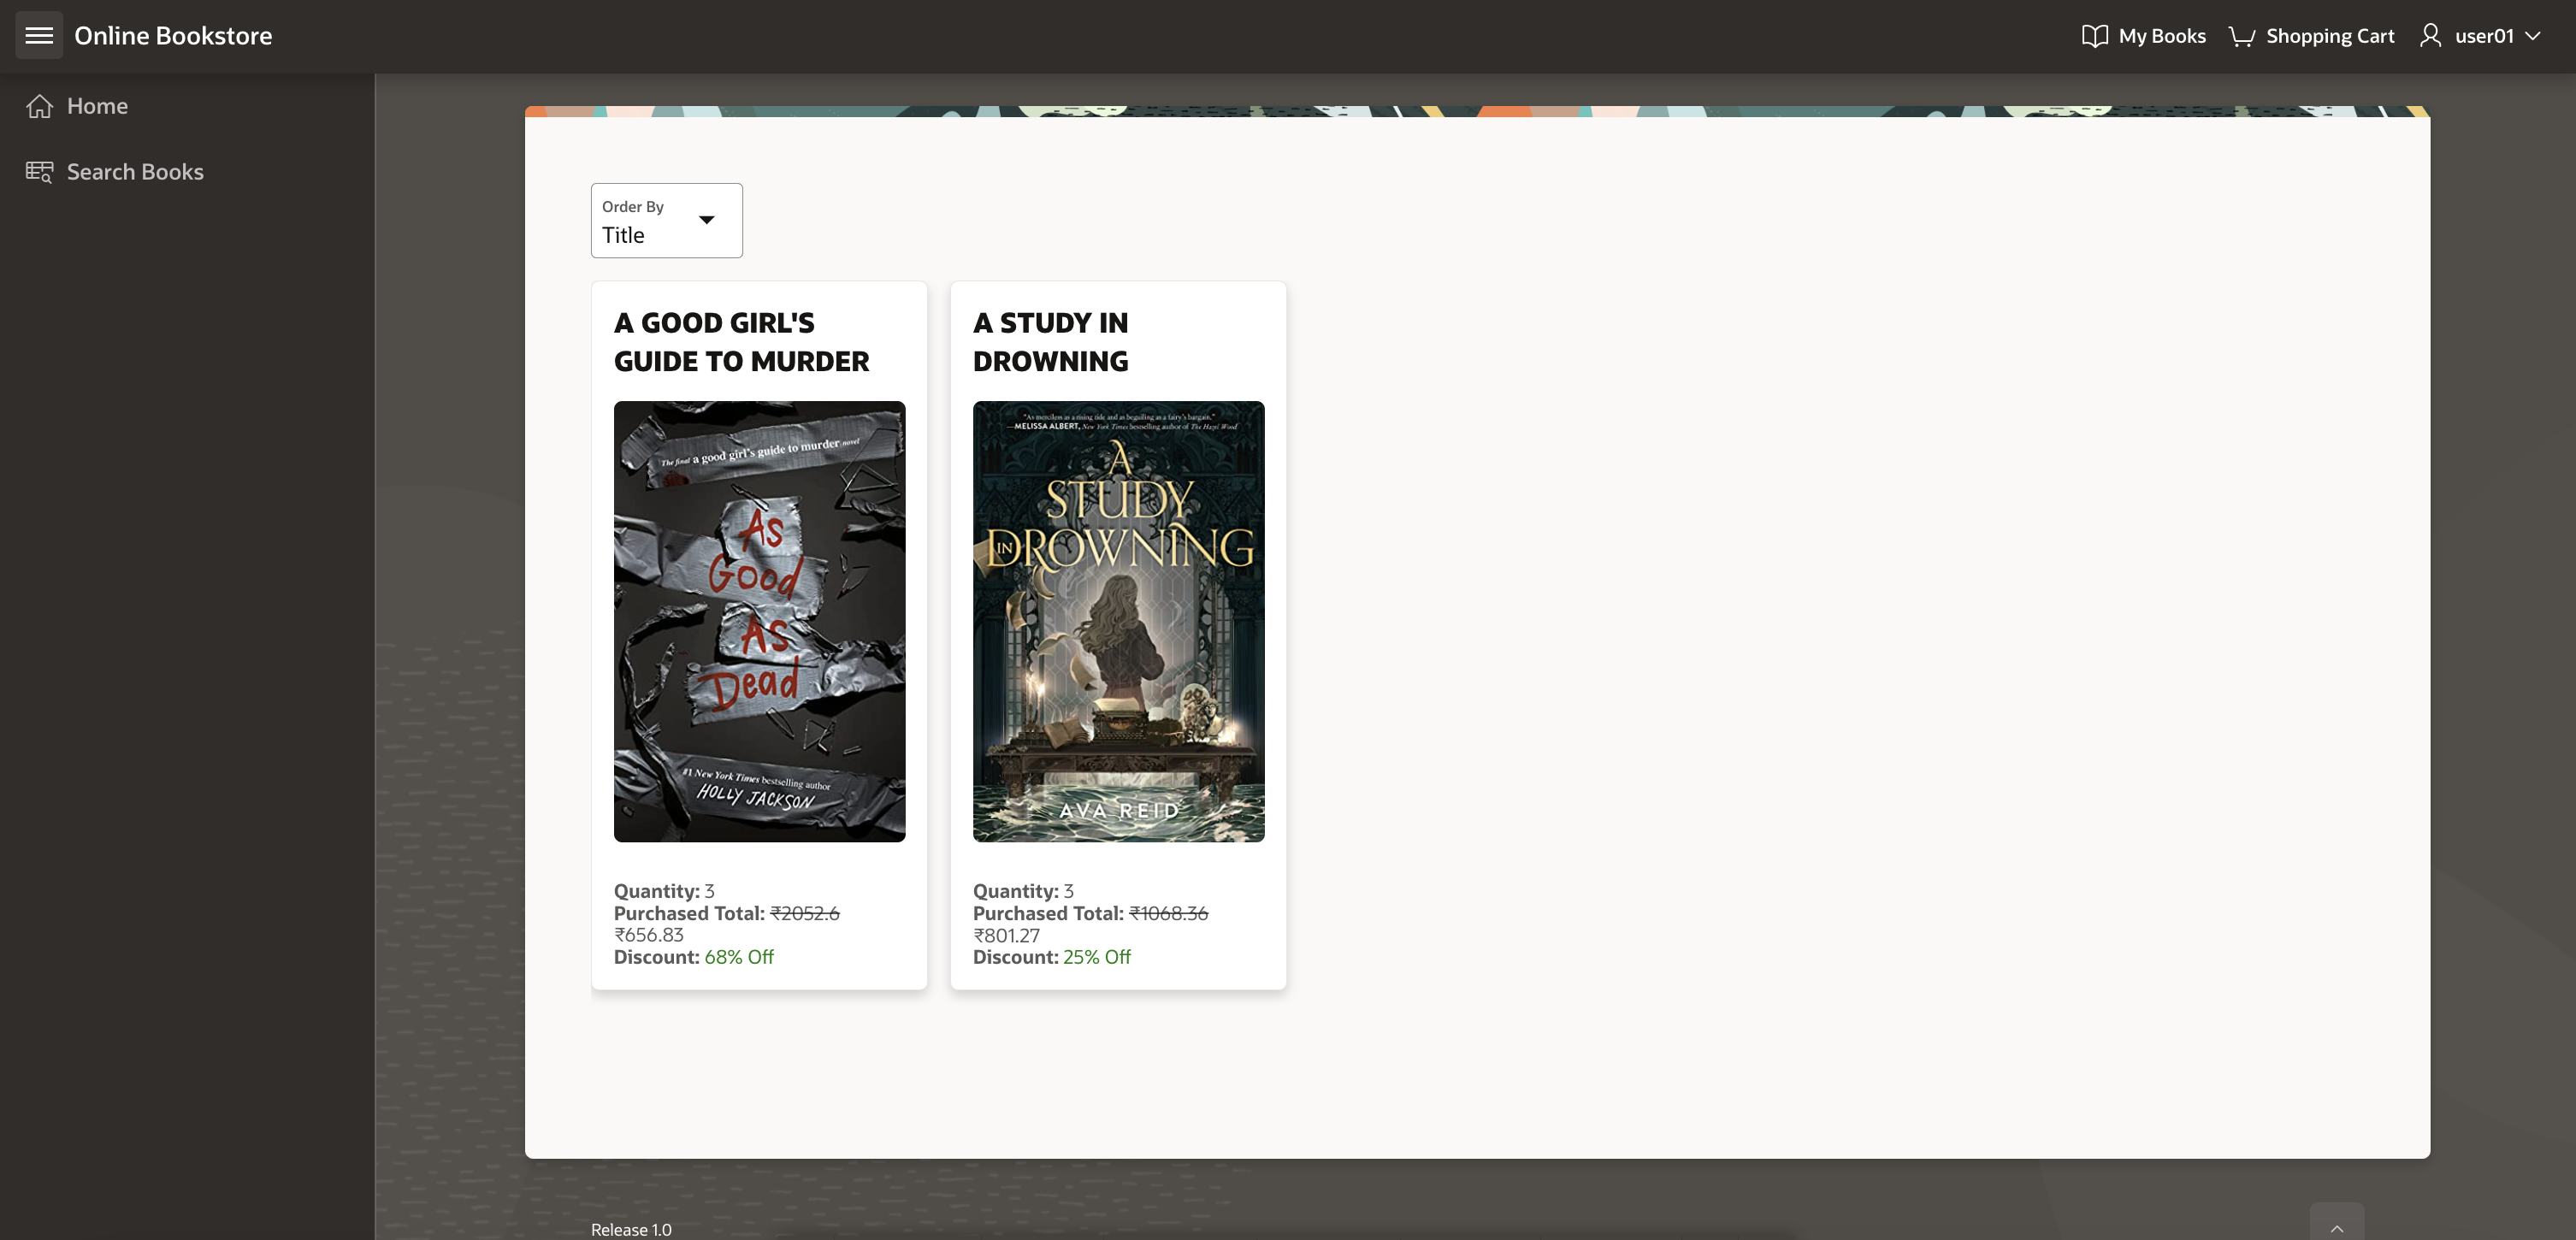 Online Bookstore
My Books
Shopping Cart
user01
Home
Search Books
Order By
Title
A GOOD GIRL'S
GUIDE TO MURDER
The final a good girl's guide to murder novel
As
Good
As
Dead
#1 New York Times bestselling author
HOLLY JACKSON
Quantity: 3
Purchased Total: ₹2052.6
₹656.83
Discount: 68% Off
A STUDY IN
DROWNING
"As merciless as a rising tide and as beguiling as a fairy's bargain."
—MELISSA ALBERT, New York Times bestselling author of The Hazel Wood
A
STUDY
IN DROWNING
AVA REID
Quantity: 3
Purchased Total: ₹1068.36
₹801.27
Discount: 25% Off
Release 1.0